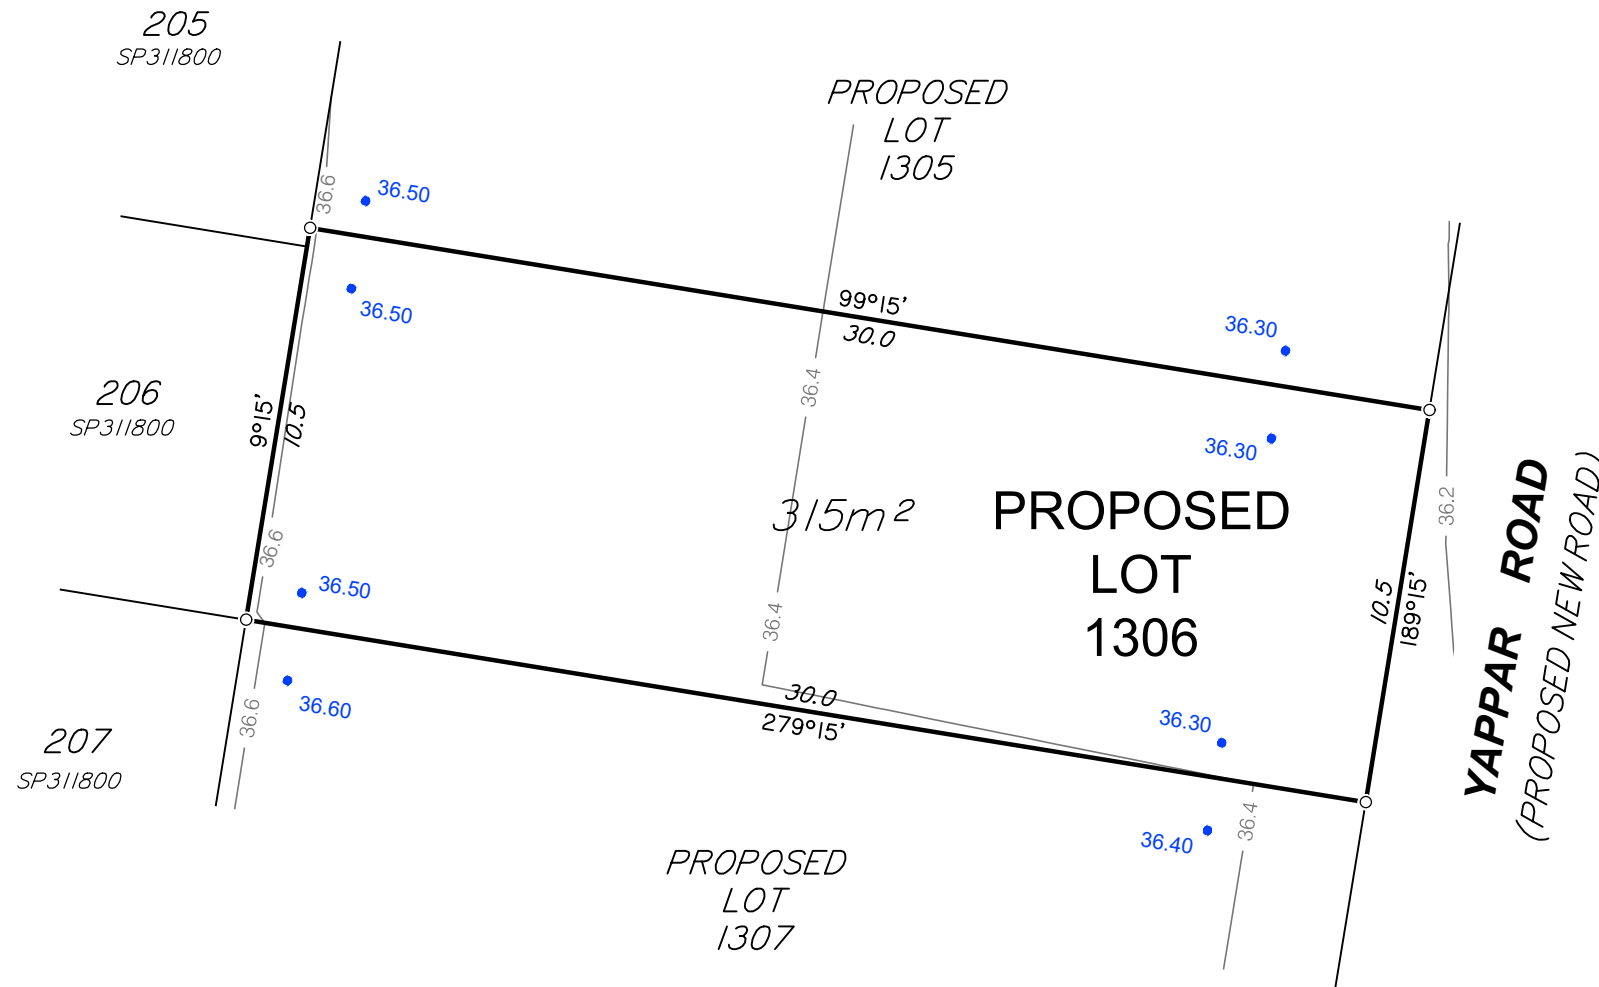 205
SP311800
PROPOSED
LOT
1305
36.6
36.50
36.50
99°15'
30.0
36.30
36.4
36.30
206
SP311800
9°15'
10.5
315m²
PROPOSED
LOT
1306
36.2
YAPPAR ROAD
(PROPOSED NEW ROAD)
10.5
189°15'
36.6
36.50
36.4
36.60
36.6
30.0
279°15'
36.30
207
SP311800
36.40
36.4
PROPOSED
LOT
1307